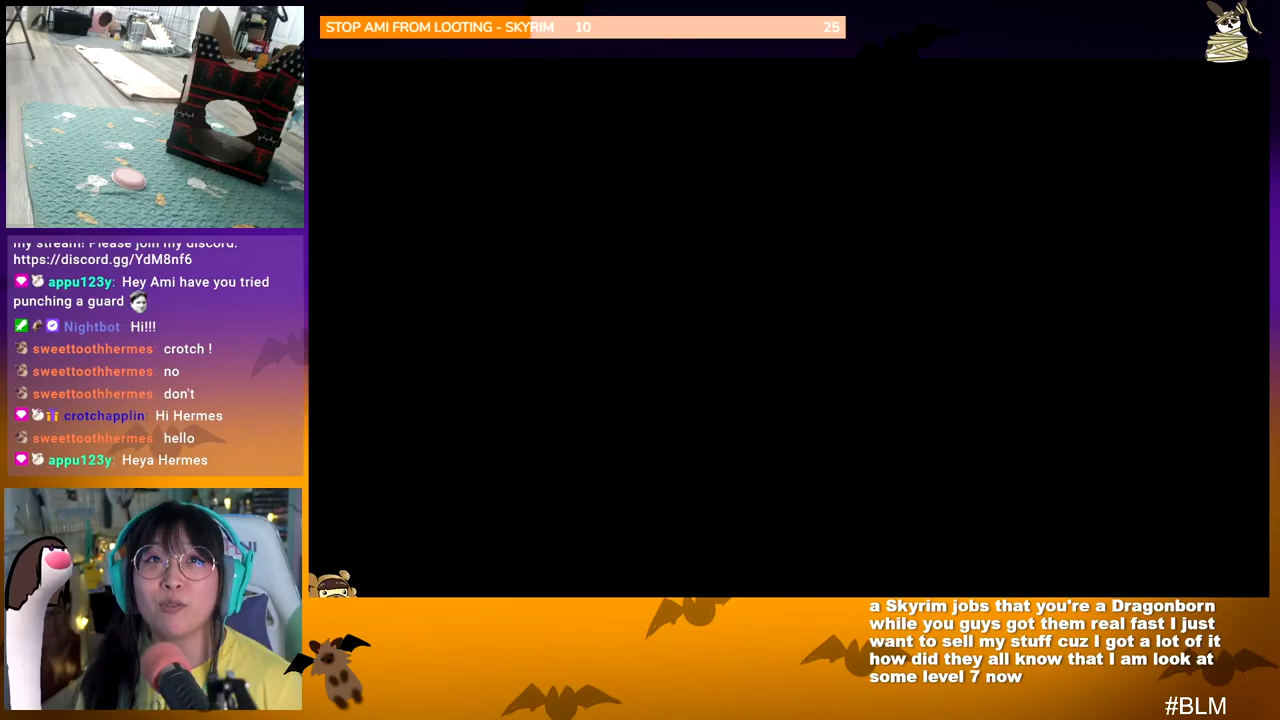 STOP AMI FROM LOOTING - SKYRIM 10 25
my stream! Please join my discord:
https://discord.gg/YdM8nf6
appu123y: Hey Ami have you tried
punching a guard
Nightbot: Hi!!!
sweettoothhermes: crotch !
sweettoothhermes: no
sweettoothhermes: don't
crotchapplin: Hi Hermes
sweettoothhermes: hello
appu123y: Heya Hermes
a Skyrim jobs that you're a Dragonborn
while you guys got them real fast I just
want to sell my stuff cuz I got a lot of it
how did they all know that I am look at
some level 7 now
#BLM